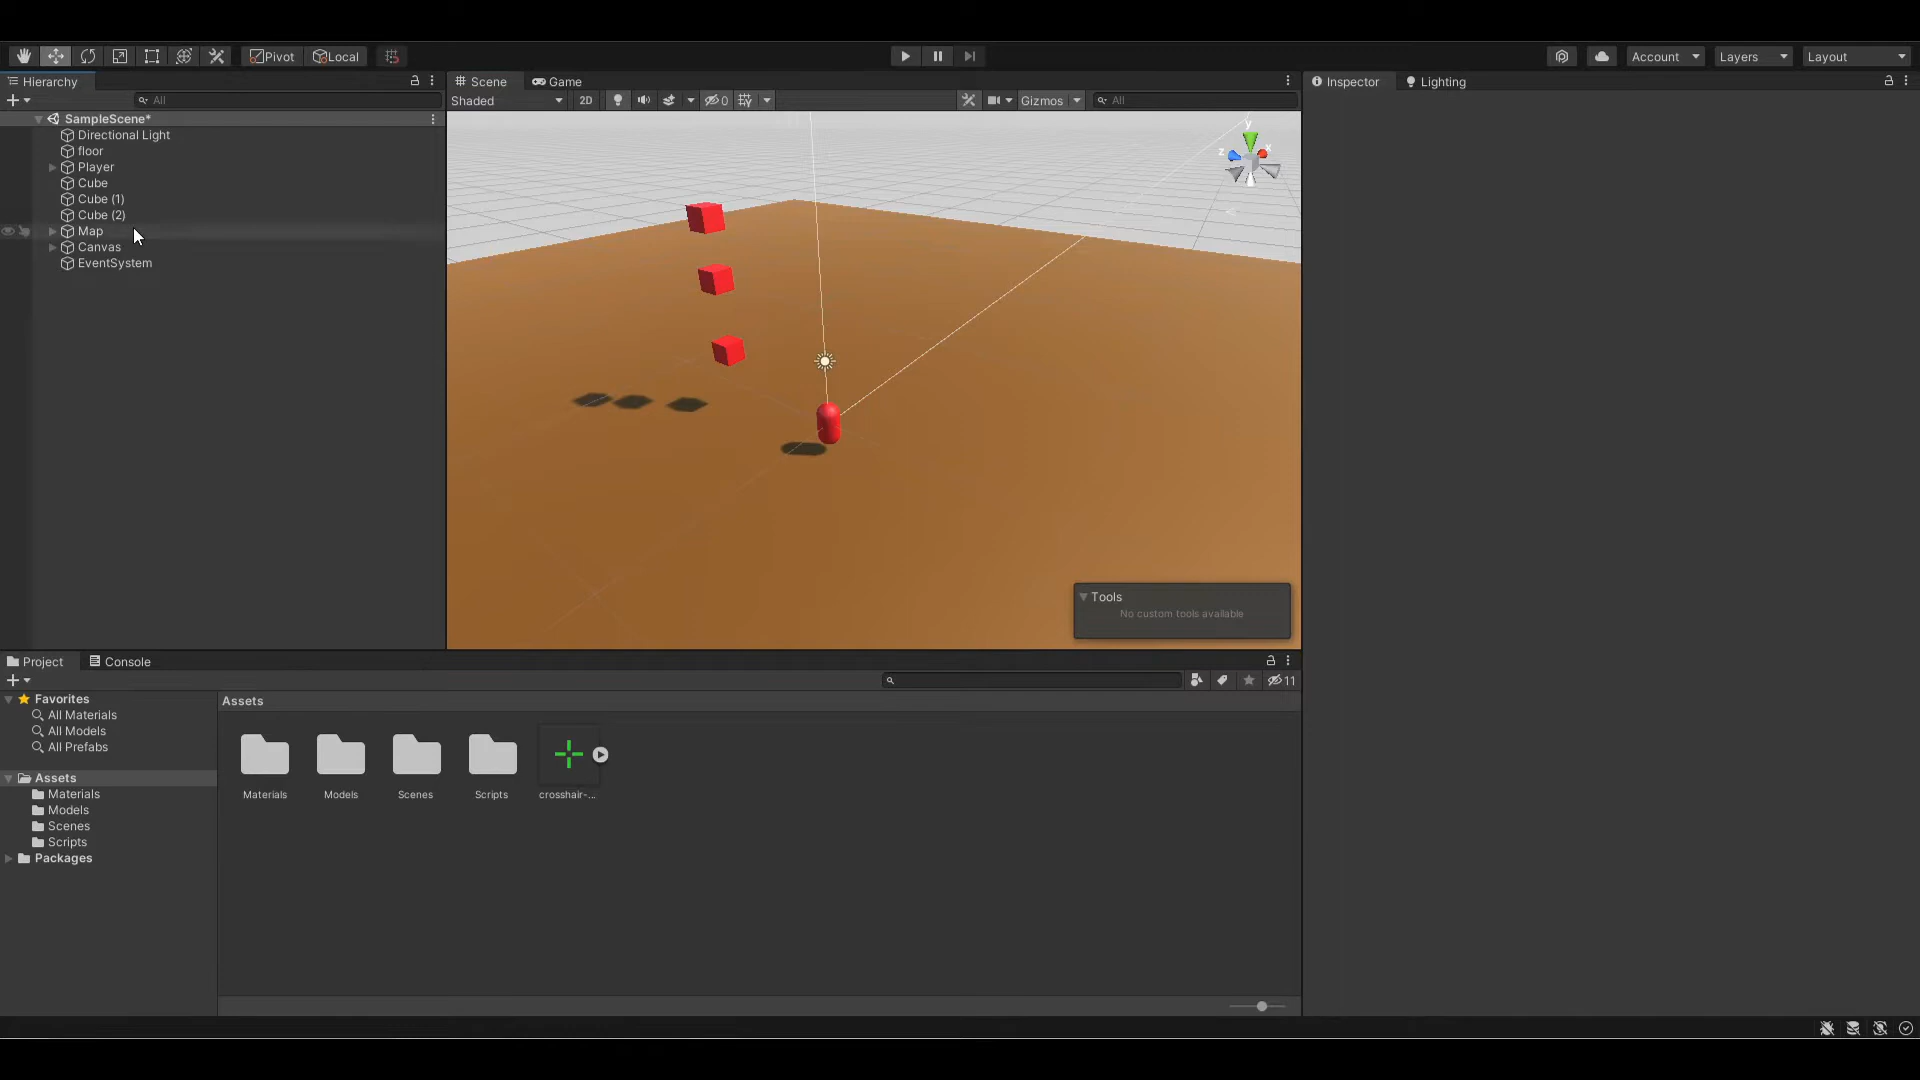 Pivot Local Account Layers Layout
Hierarchy Scene Game Inspector Lighting
All Shaded 2D 0 Gizmos All
SampleScene*
Directional Light
floor
Player
Cube
Cube (1)
Cube (2)
Map
Canvas
EventSystem
y
z x
Tools
No custom tools available
Project Console
11
Favorites
All Materials
All Models
All Prefabs
Assets
Materials
Models
Scenes
Scripts
Packages
Assets
Materials Models Scenes Scripts crosshair-...